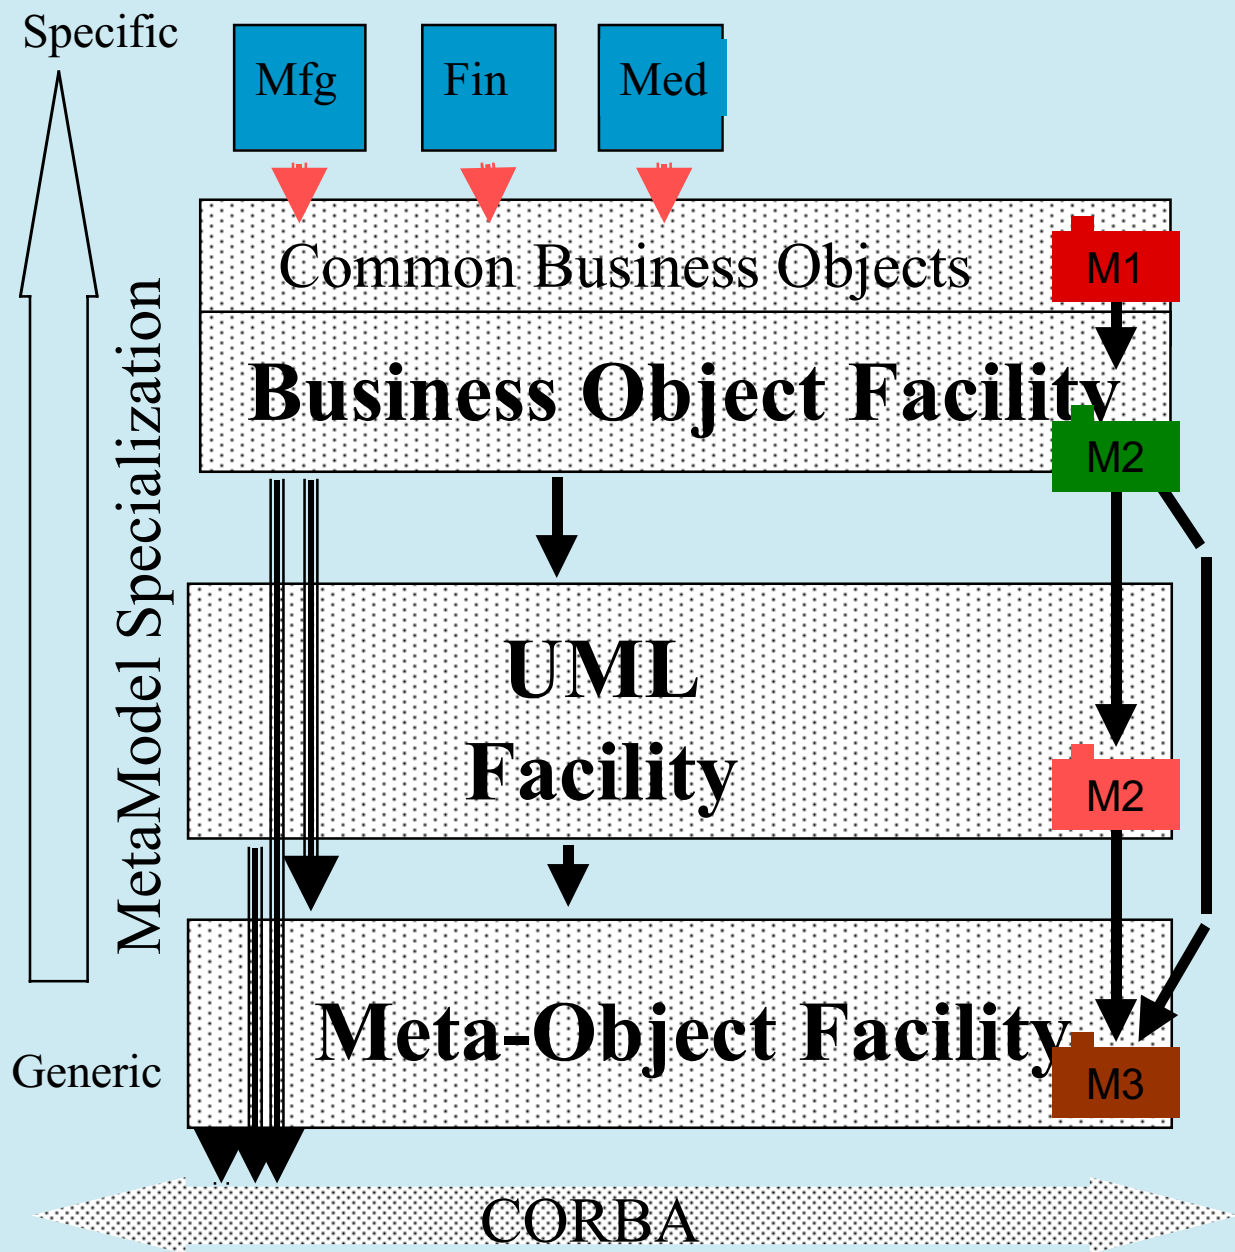 Specific
Mfg
Fin
Med
Common Business Objects
M1
Business Object Facility
M2
MetaModel Specialization
UML
Facility
M2
Meta-Object Facility
Generic
M3
CORBA